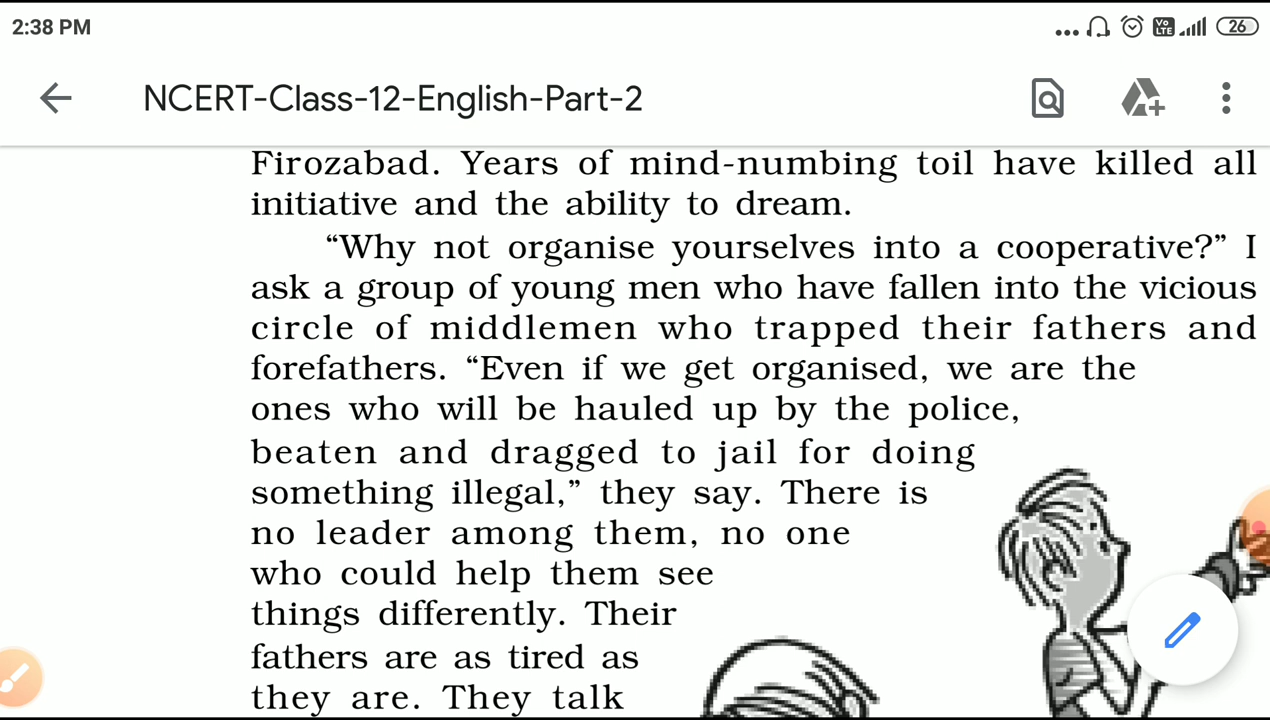 2:38 PM
Vo LTE
26
NCERT-Class-12-English-Part-2
Firozabad. Years of mind-numbing toil have killed all
initiative and the ability to dream.
“Why not organise yourselves into a cooperative?” I
ask a group of young men who have fallen into the vicious
circle of middlemen who trapped their fathers and
forefathers. “Even if we get organised, we are the
ones who will be hauled up by the police,
beaten and dragged to jail for doing
something illegal,” they say. There is
no leader among them, no one
who could help them see
things differently. Their
fathers are as tired as
they are. They talk